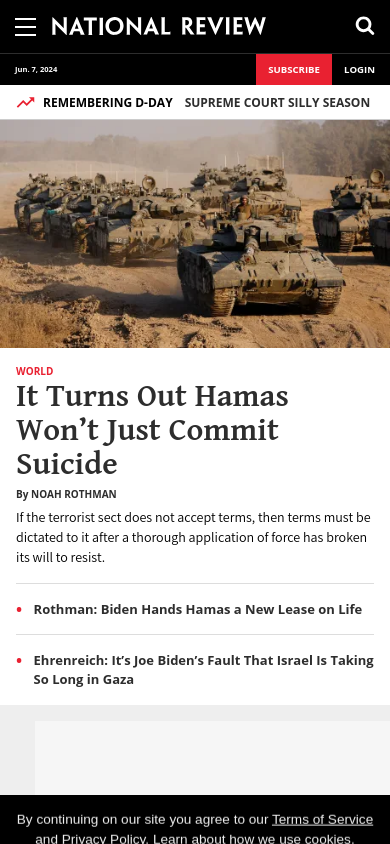 NATIONAL REVIEW
Jun. 7, 2024
SUBSCRIBE
LOGIN
REMEMBERING D-DAY SUPREME COURT SILLY SEASON
WORLD
It Turns Out Hamas
Won’t Just Commit
Suicide
By NOAH ROTHMAN
If the terrorist sect does not accept terms, then terms must be
dictated to it after a thorough application of force has broken
its will to resist.
• Rothman: Biden Hands Hamas a New Lease on Life
• Ehrenreich: It’s Joe Biden’s Fault That Israel Is Taking
So Long in Gaza
By continuing on our site you agree to our Terms of Service
and Privacy Policy. Learn about how we use cookies.